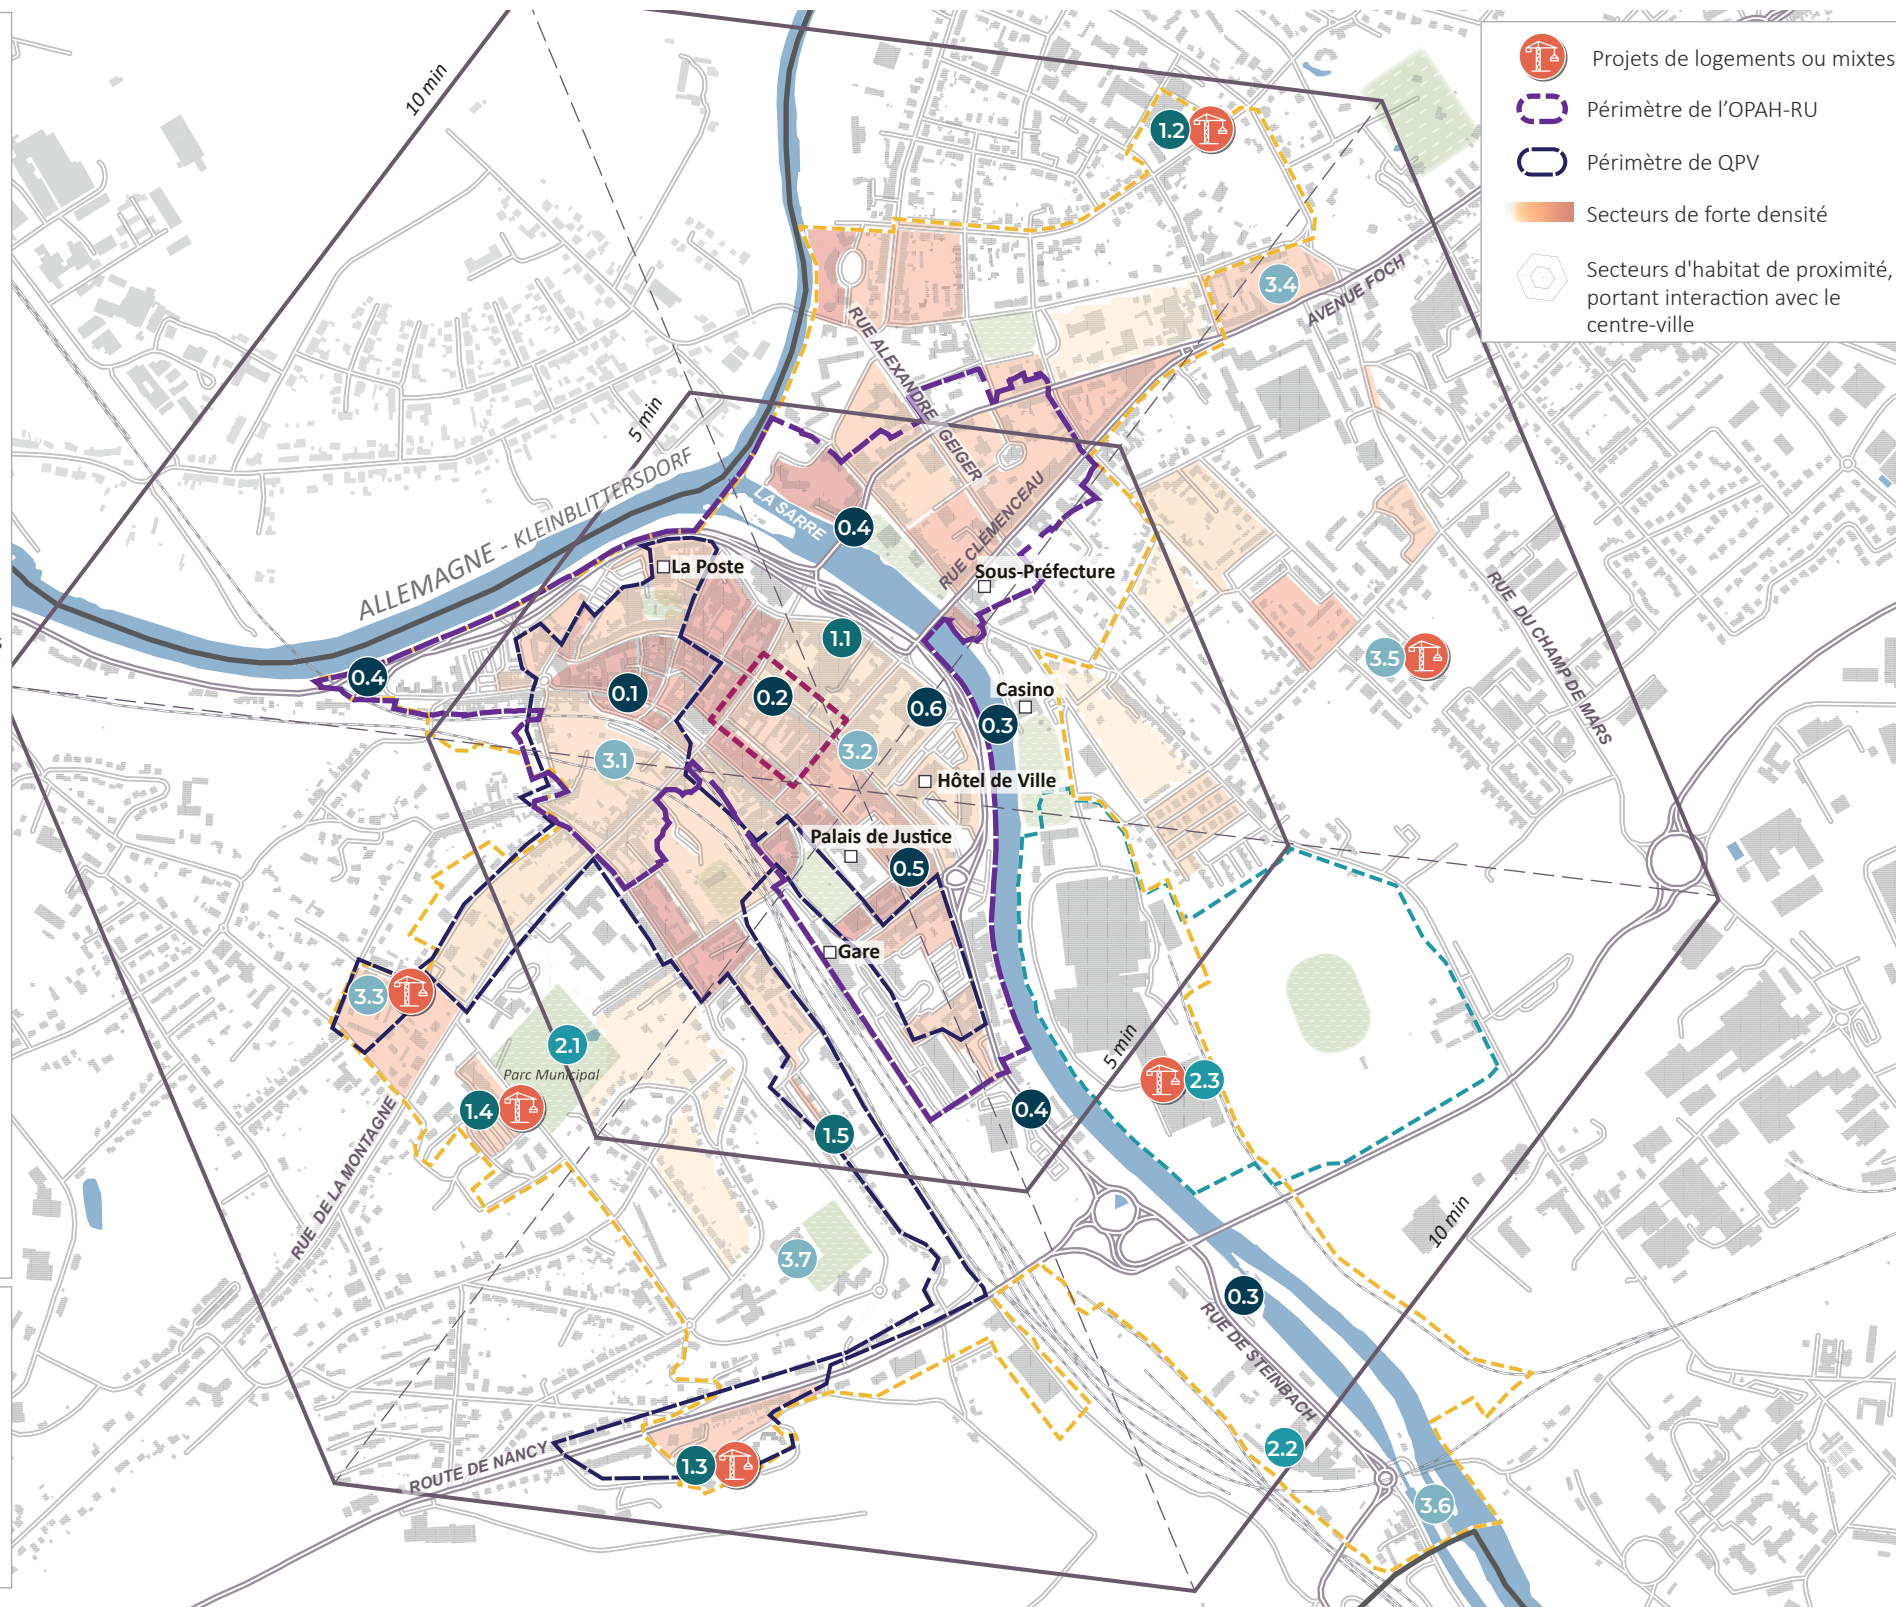 Projets de logements ou mixtes
Périmètre de l'OPAH-RU
Périmètre de QPV
Secteurs de forte densité
Secteurs d'habitat de proximité,
portant interaction avec le
centre-ville
10 min
1.2
3.4
AVENUE FOCH
RUE ALEXANDRE GEIGER
5 min
ALLEMAGNE - KLEINBLITTERSDORF
LA SARRE
0.4
RUE CLEMENCEAU
La Poste
Sous-Préfecture
RUE DU CHAMP DE MARS
1.1
3.5
0.4
0.1
0.2
0.6
Casino
0.3
3.1
3.2
Hôtel de Ville
Palais de Justice
0.5
Gare
3.3
2.1
Parc Municipal
5 min
2.3
1.4
0.4
1.5
RUE DE LA MONTAGNE
10 min
3.7
0.3
RUE DE STEINBACH
2.2
ROUTE DE NANCY
1.3
3.6